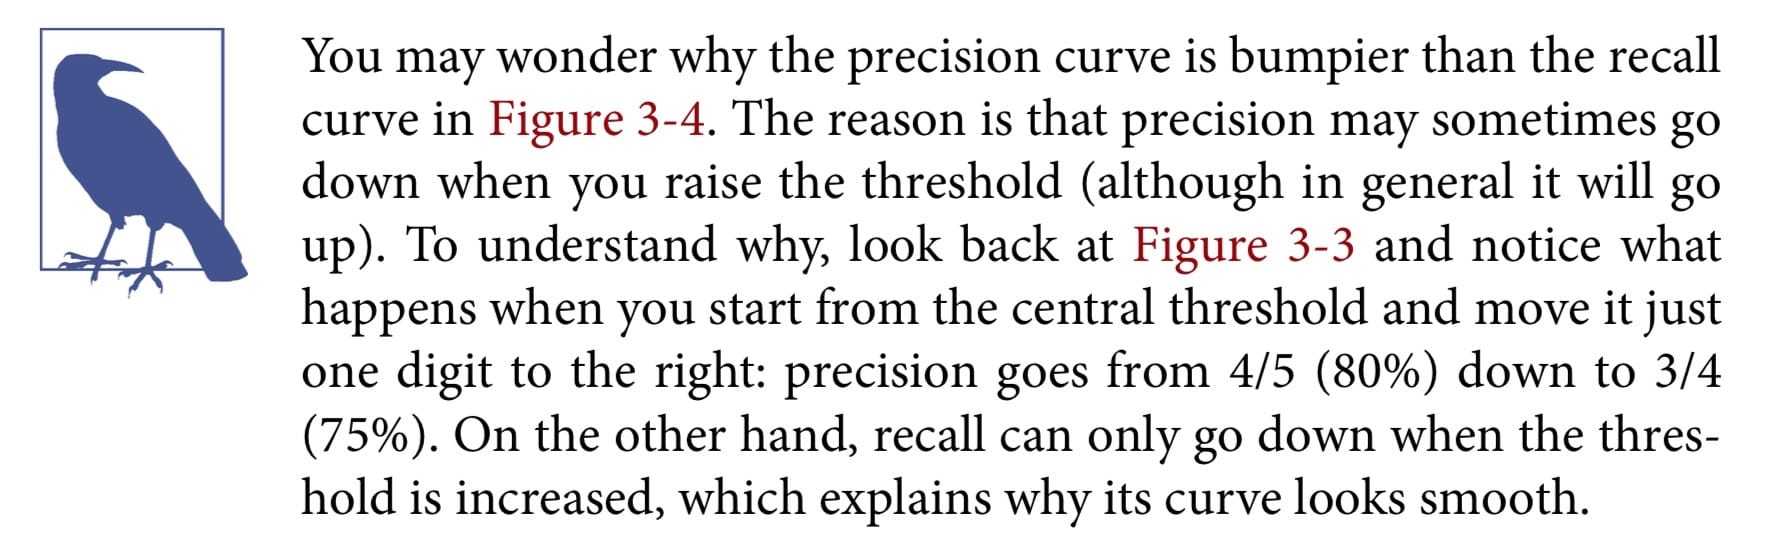 You may wonder why the precision curve is bumpier than the recall
curve in Figure 3-4. The reason is that precision may sometimes go
down when you raise the threshold (although in general it will go
up). To understand why, look back at Figure 3-3 and notice what
happens when you start from the central threshold and move it just
one digit to the right: precision goes from 4/5 (80%) down to 3/4
(75%). On the other hand, recall can only go down when the thres-
hold is increased, which explains why its curve looks smooth.